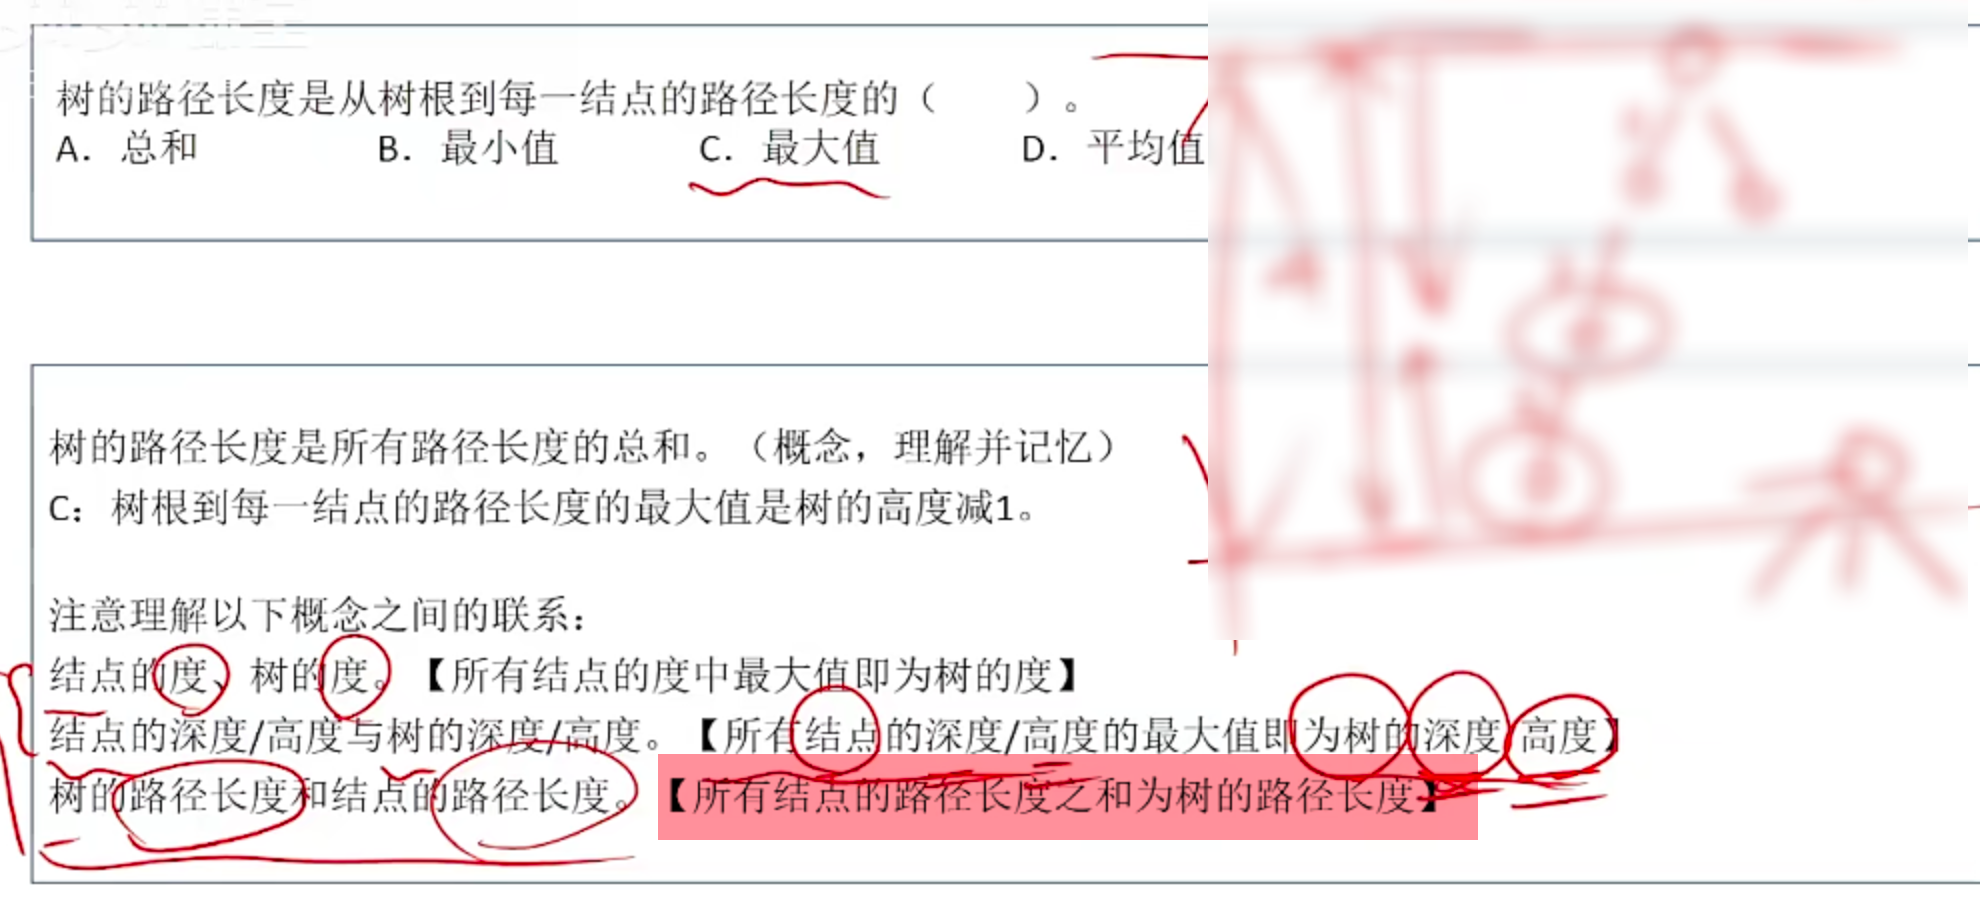 树的路径长度是从树根到每一结点的路径长度的（　　）。
A. 总和　B. 最小值　C. 最大值　D. 平均值
树的路径长度是所有路径长度的总和。（概念，理解并记忆）
C：树根到每一结点的路径长度的最大值是树的高度减1。
注意理解以下概念之间的联系：
结点的度、树的度。【所有结点的度中最大值即为树的度】
结点的深度/高度与树的深度/高度。【所有结点的深度/高度的最大值即为树的深度/高度】
树的路径长度和结点的路径长度。【所有结点的路径长度之和为树的路径长度】